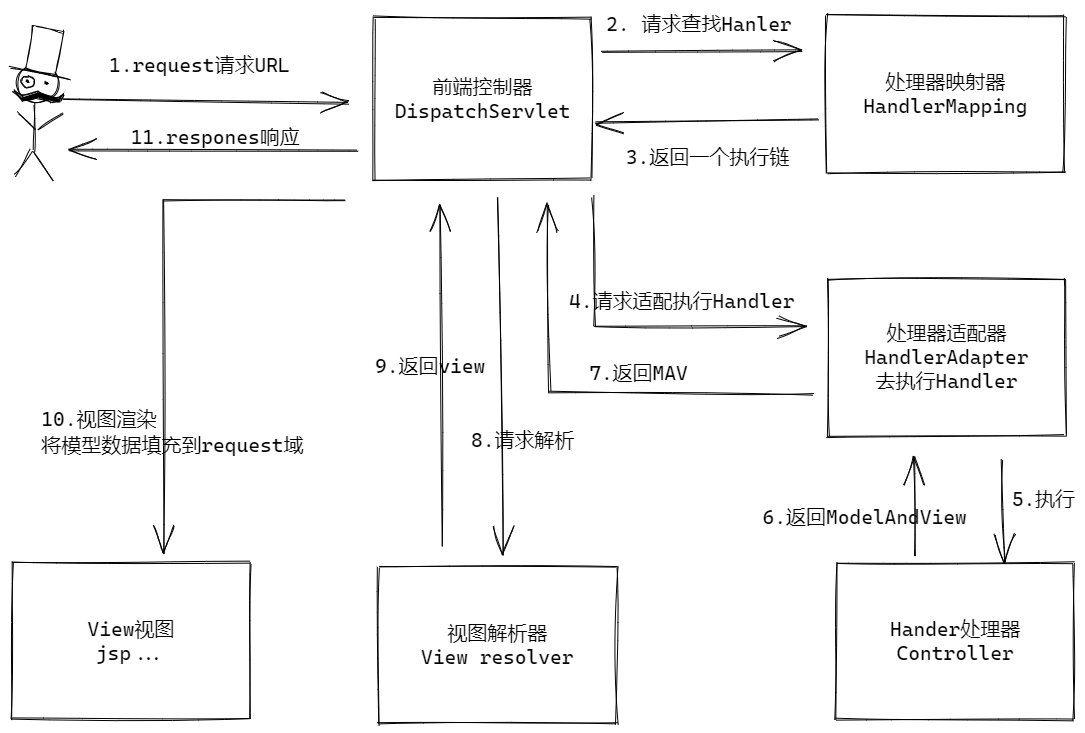 1.request请求URL
11.respones响应
前端控制器
DispatchServlet
2. 请求查找Hanler
3.返回一个执行链
处理器映射器
HandlerMapping
4.请求适配执行Handler
7.返回MAV
处理器适配器
HandlerAdapter
去执行Handler
9.返回view
8.请求解析
10.视图渲染
将模型数据填充到request域
6.返回ModelAndView
5.执行
View视图
jsp...
视图解析器
View resolver
Hander处理器
Controller